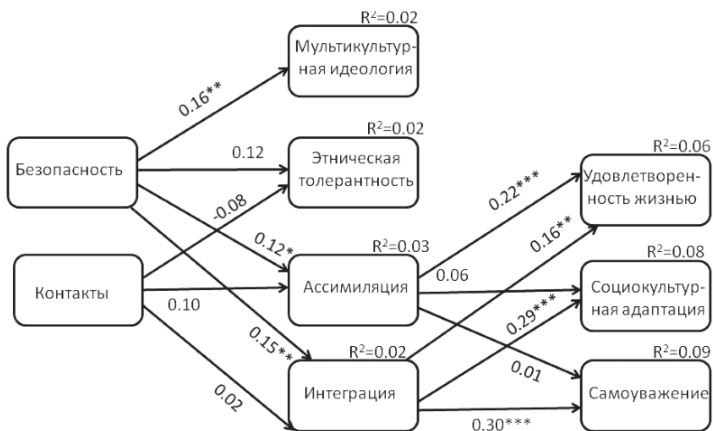 R²=0.02
Мультикультур-
ная идеология
0.16**
R²=0.02
Безопасность
0.12
Этническая
толерантность
R²=0.06
Удовлетворен-
ность жизнью
0.22***
-0.08
0.16**
0.12*
R²=0.03
R²=0.08
Контакты
0.10
Ассимиляция
0.06
Социокультур-
ная адаптация
0.29***
0.15**
R²=0.02
R²=0.09
0.02
Интеграция
0.01
Самоуважение
0.30***